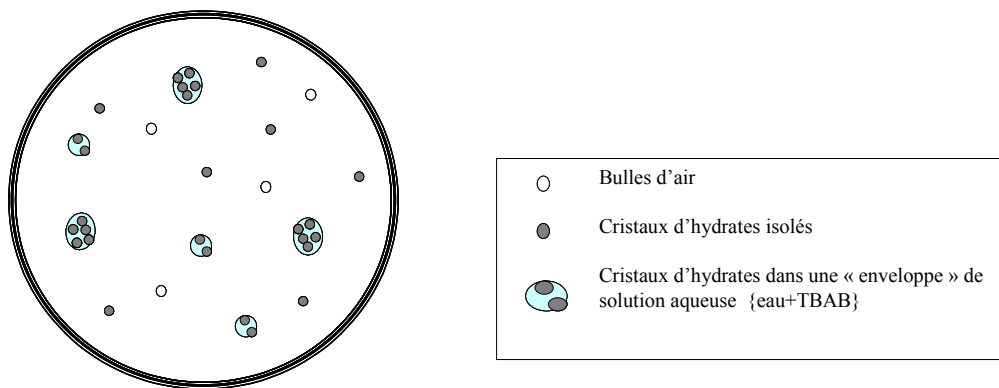 Bulles d'air
Cristaux d'hydrates isolés
Cristaux d'hydrates dans une « enveloppe » de
solution aqueuse {eau+TBAB}